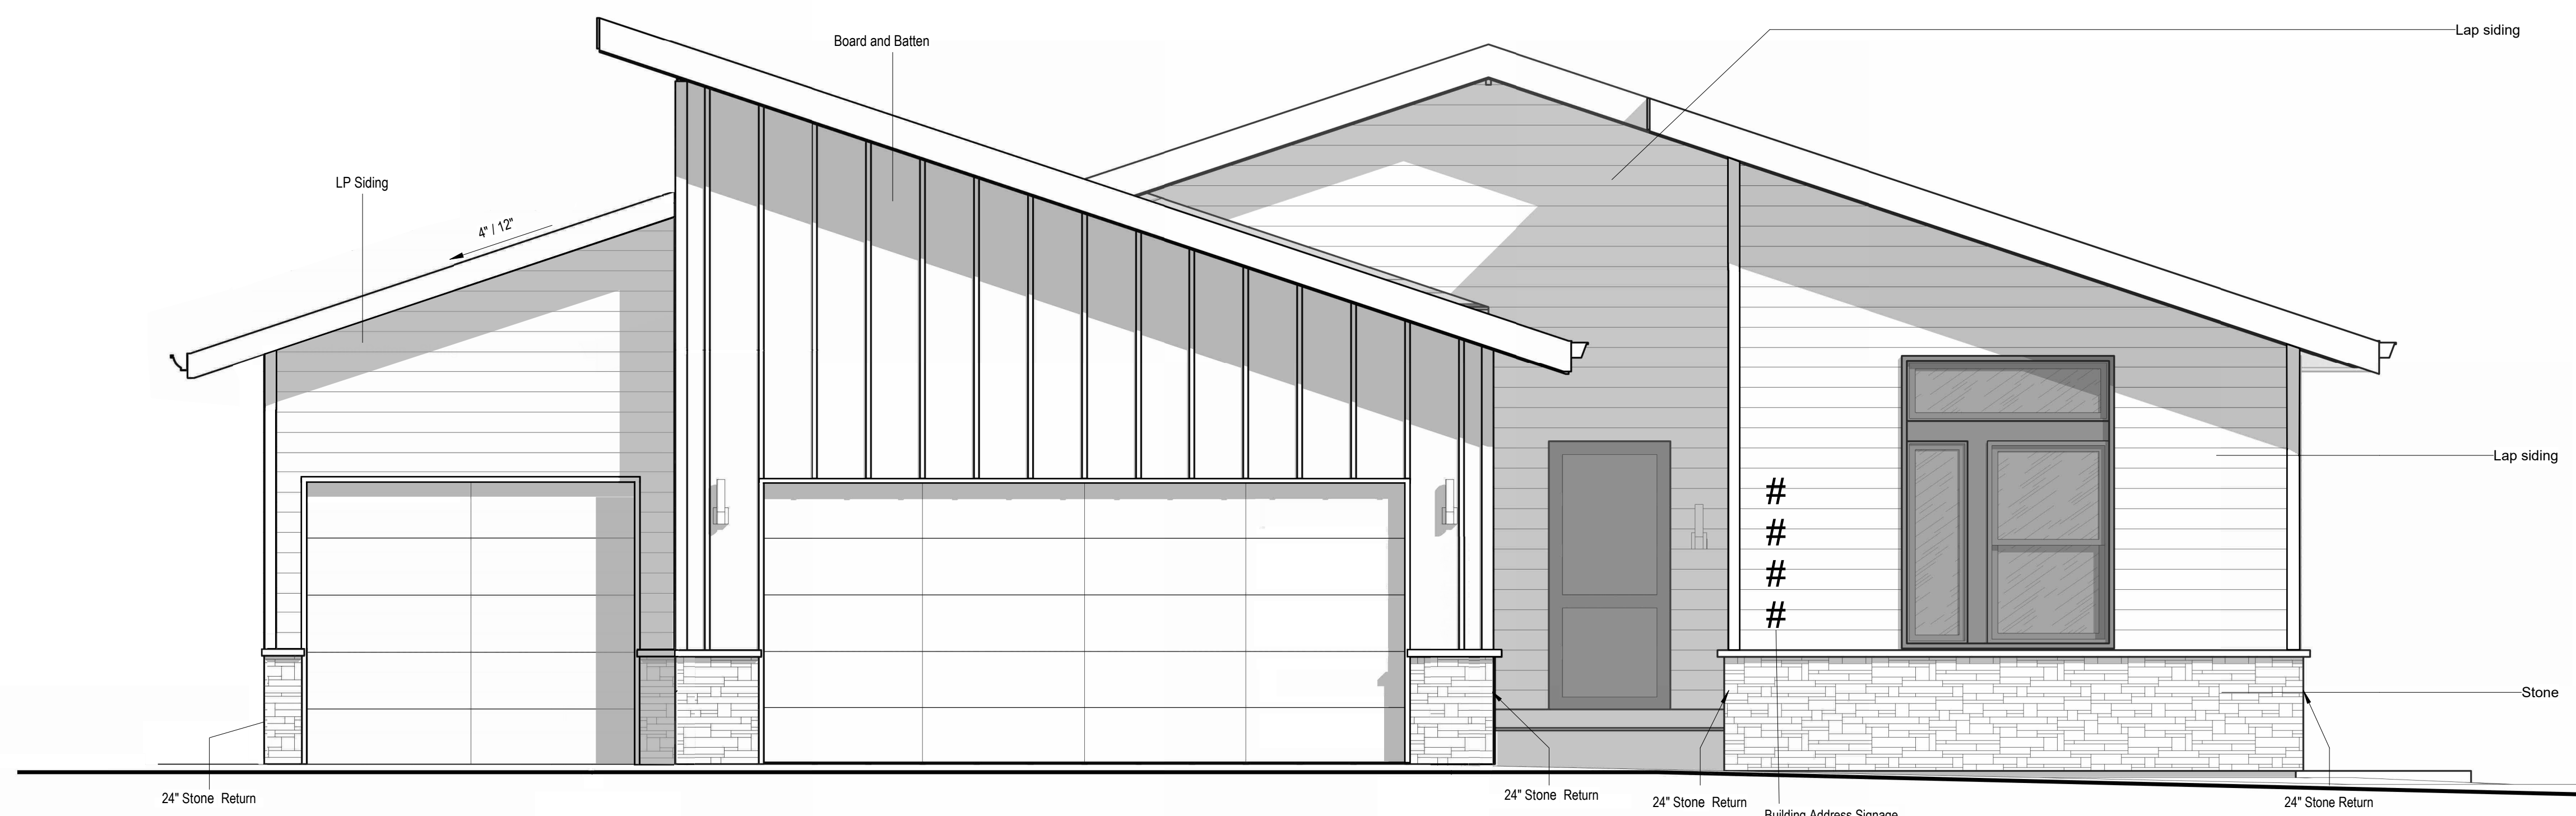 Lap siding
Board and Batten
LP Siding
4" / 12"
Lap siding
#
#
#
#
Stone
24" Stone Return
24" Stone Return
24" Stone Return
24" Stone Return
Building Address Signage